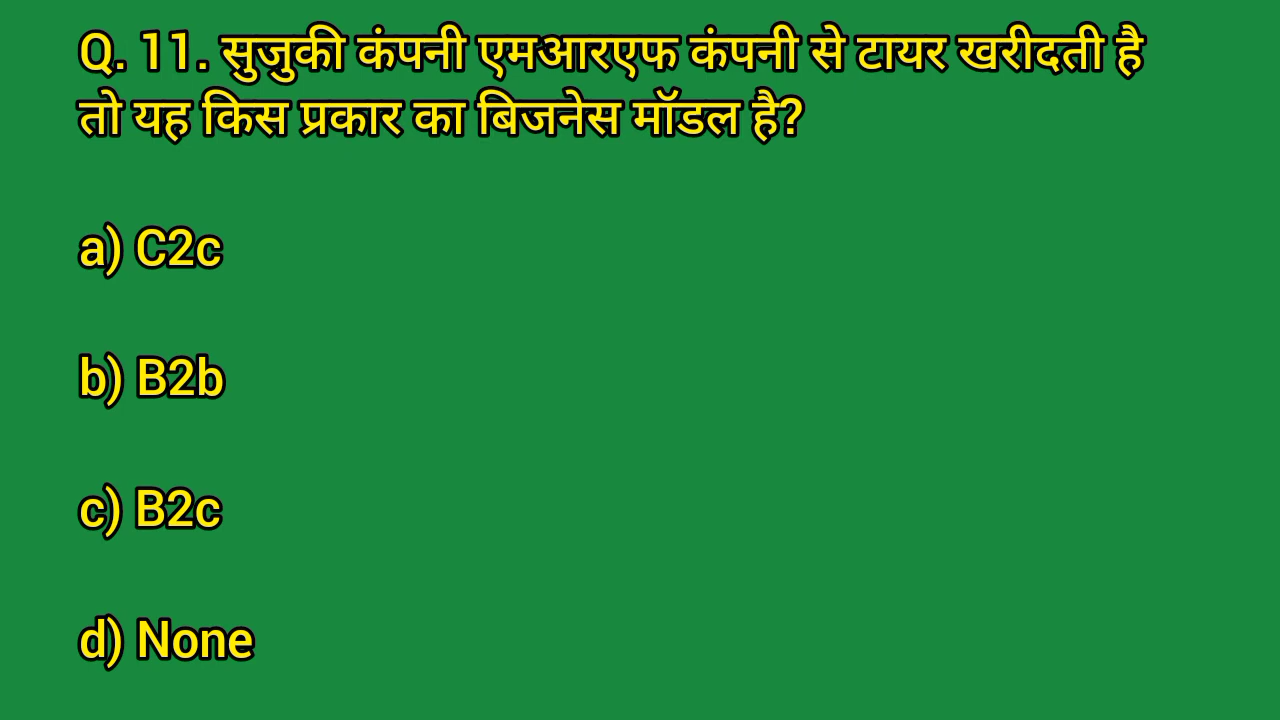 Q. 11. सुजुकी कंपनी एमआरएफ कंपनी से टायर खरीदती है
तो यह किस प्रकार का बिजनेस मॉडल है?
a) C2c
b) B2b
c) B2c
d) None